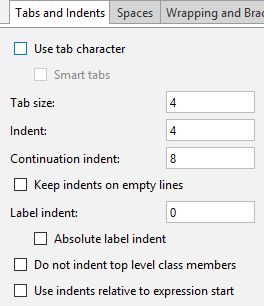 Tabs and Indents Spaces Wrapping and Brac
Use tab character
Smart tabs
Tab size: 4
Indent: 4
Continuation indent: 8
Keep indents on empty lines
Label indent: 0
Absolute label indent
Do not indent top level class members
Use indents relative to expression start